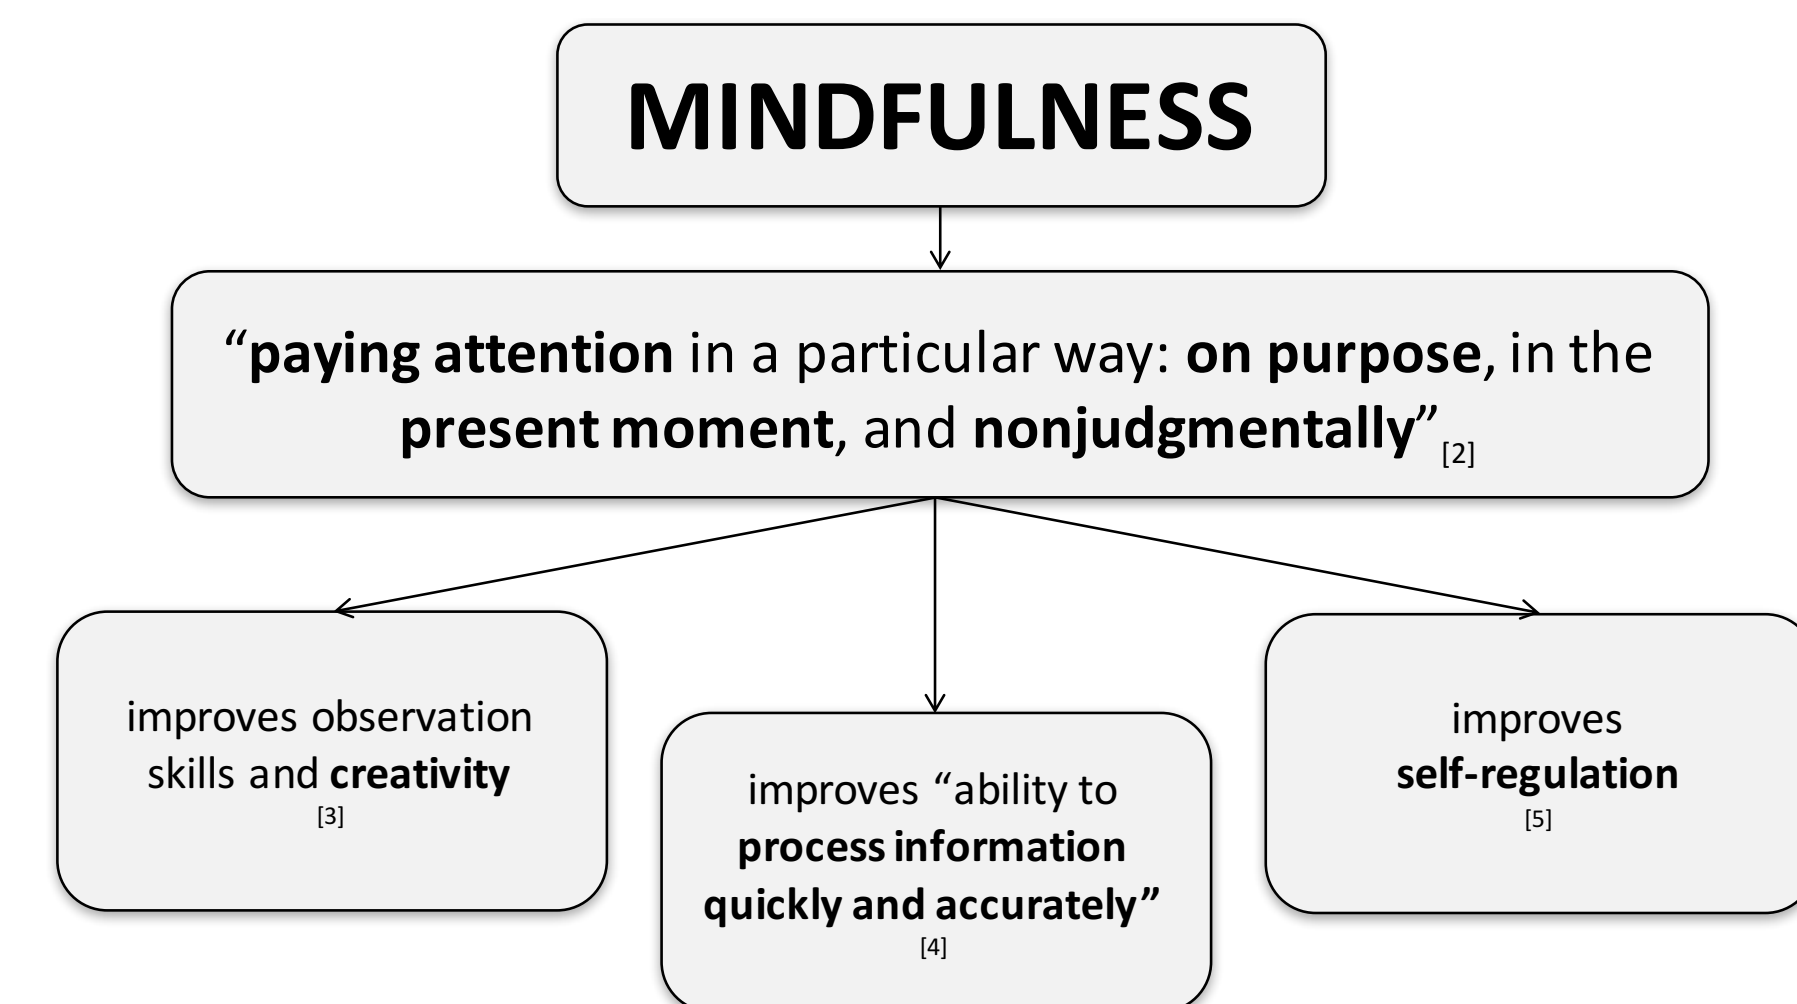 MINDFULNESS
“paying attention in a particular way: on purpose, in the
present moment, and nonjudgmentally” [2]
improves observation
skills and creativity
[3]
improves “ability to
process information
quickly and accurately”
[4]
improves
self-regulation
[5]